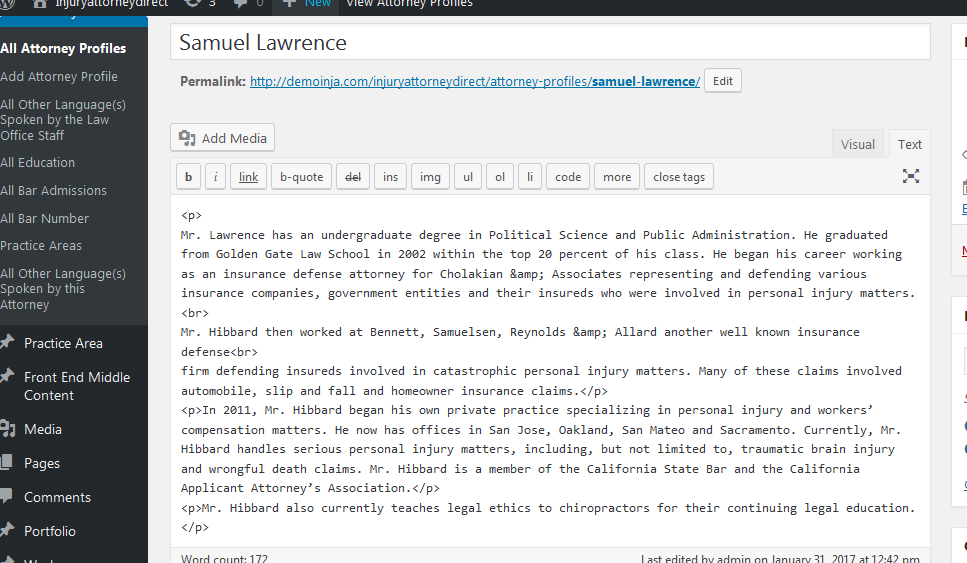 Injuryattorneydirect 3 0 New View Attorney Profiles
All Attorney Profiles
Add Attorney Profile
All Other Language(s)
Spoken by the Law
Office Staff
All Education
All Bar Admissions
All Bar Number
Practice Areas
All Other Language(s)
Spoken by this
Attorney
Practice Area
Front End Middle
Content
Media
Pages
Comments
Portfolio
Samuel Lawrence
Permalink: http://demoinja.com/injuryattorneydirect/attorney-profiles/samuel-lawrence/ Edit
Add Media
Visual Text
b i link b-quote del ins img ul ol li code more close tags
<p>
Mr. Lawrence has an undergraduate degree in Political Science and Public Administration. He graduated
from Golden Gate Law School in 2002 within the top 20 percent of his class. He began his career working
as an insurance defense attorney for Cholakian &amp; Associates representing and defending various
insurance companies, government entities and their insureds who were involved in personal injury matters.
<br>
Mr. Hibbard then worked at Bennett, Samuelsen, Reynolds &amp; Allard another well known insurance
defense<br>
firm defending insureds involved in catastrophic personal injury matters. Many of these claims involved
automobile, slip and fall and homeowner insurance claims.</p>
<p>In 2011, Mr. Hibbard began his own private practice specializing in personal injury and workers’
compensation matters. He now has offices in San Jose, Oakland, San Mateo and Sacramento. Currently, Mr.
Hibbard handles serious personal injury matters, including, but not limited to, traumatic brain injury
and wrongful death claims. Mr. Hibbard is a member of the California State Bar and the California
Applicant Attorney’s Association.</p>
<p>Mr. Hibbard also currently teaches legal ethics to chiropractors for their continuing legal education.
</p>
Word count: 172 Last edited by admin on January 31, 2017 at 12:42 pm